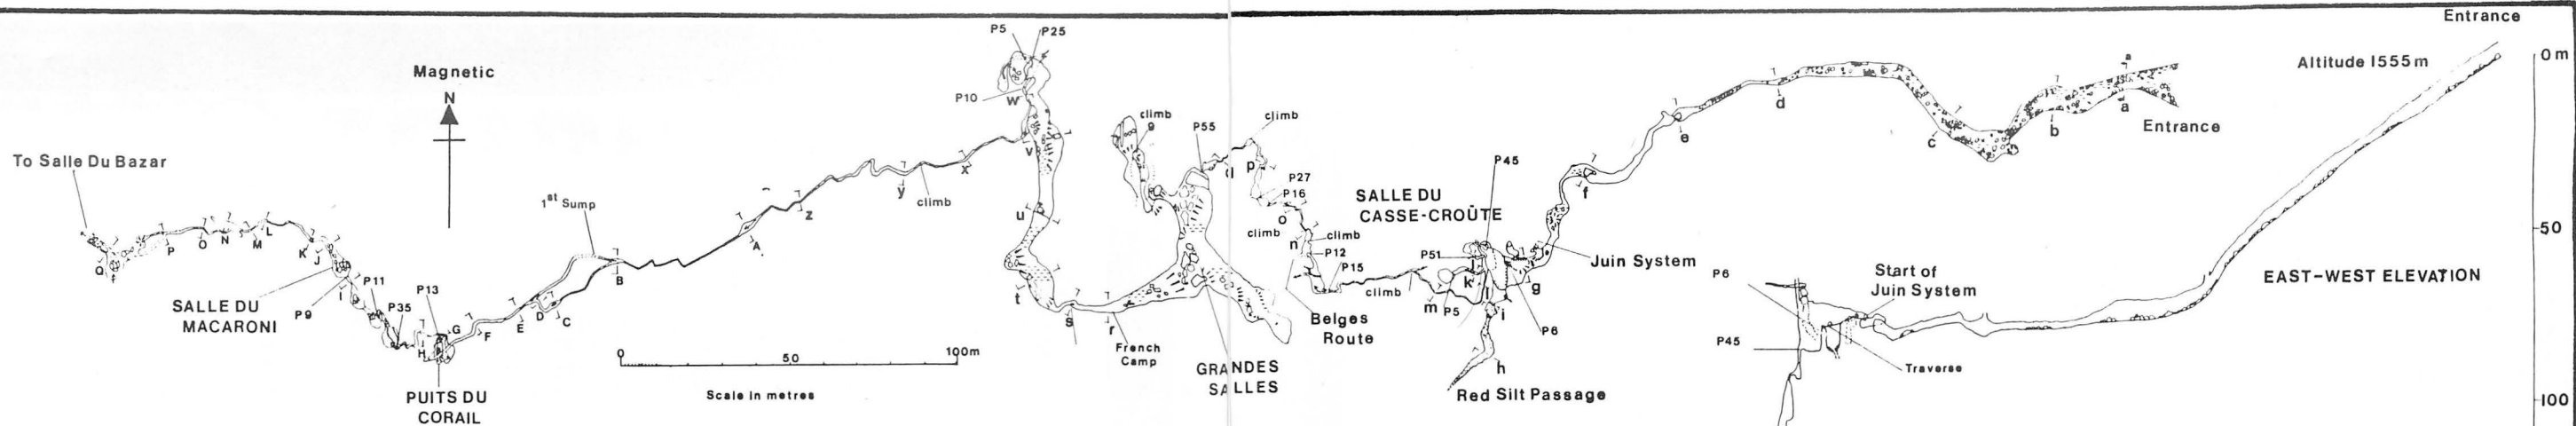 Entrance
P5
P25
0m
Magnetic
Altitude 1555m
N
P10
w
climb
9
P55
climb
d
a
a
b
Entrance
e
c
To Salle Du Bazar
v
x
y
climb
q
p
P27
P16
P45
f
SALLE DU
CASSE-CROÛTE
1st Sump
z
u
o
climb
n
climb
P12
P15
50
P
O
N
M
L
K
J
Q
A
B
P51
j
k
g
Juin System
Start of
Juin System
P6
EAST-WEST ELEVATION
SALLE DU
MACARONI
P9
I
P11
P35
P13
G
F
E
D
C
H
t
s
r
French
Camp
climb
m
P5
l
i
P6
Belges
Route
P45
Traverse
0
50
100m
Scale in metres
GRANDES
SALLES
h
Red Silt Passage
PUITS DU
CORAIL
100